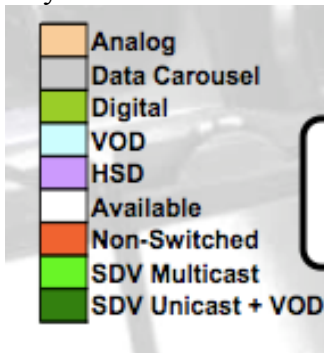 Analog
Data Carousel
Digital
VOD
HSD
Available
Non-Switched
SDV Multicast
SDV Unicast + VOD